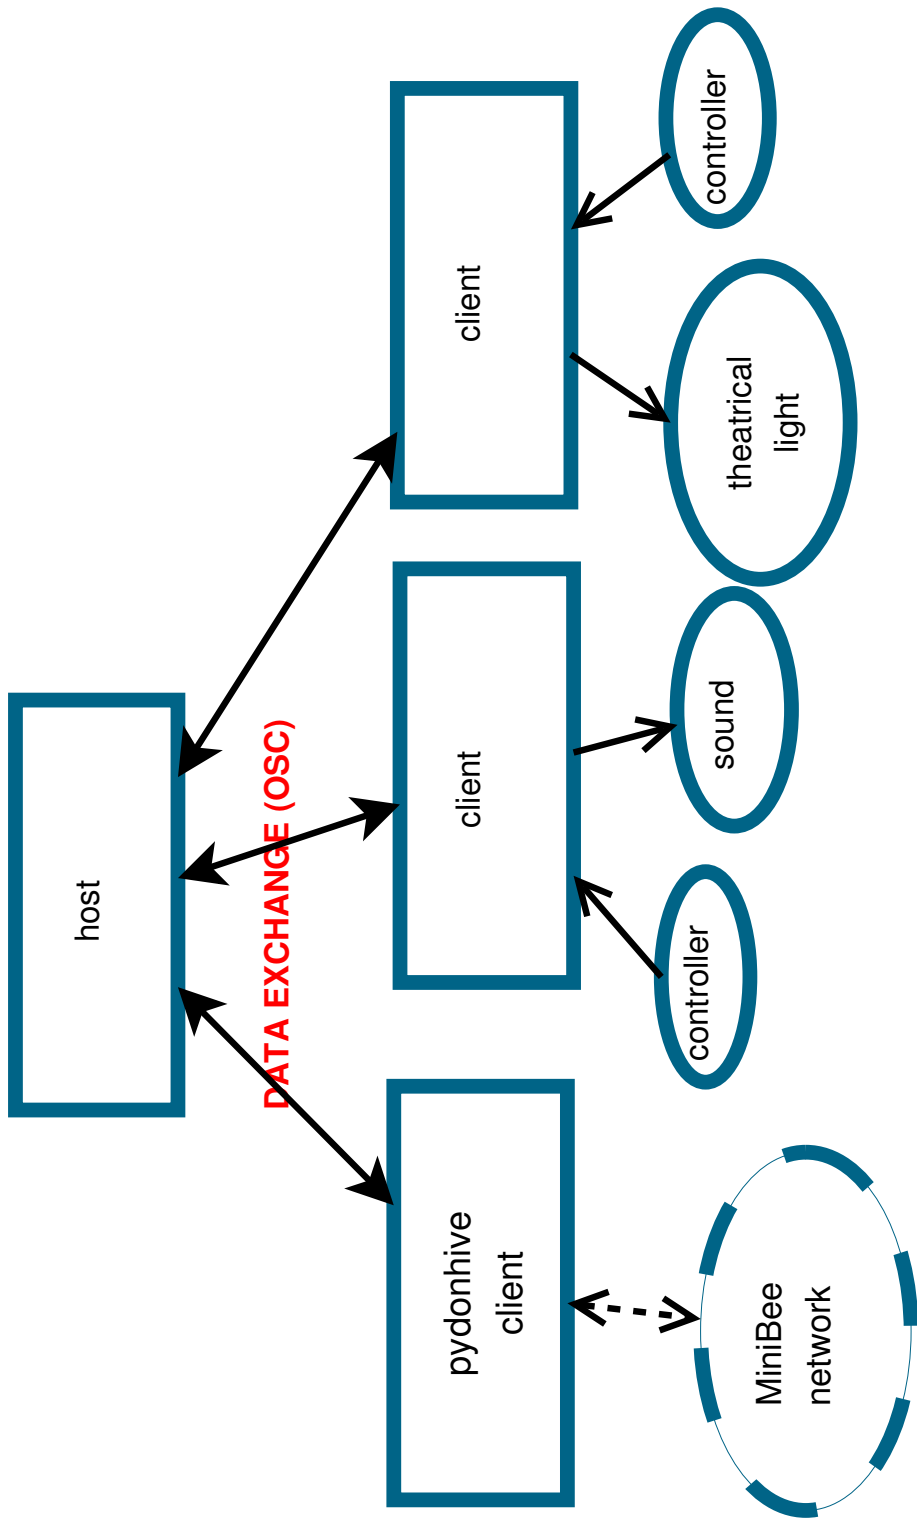 host
DATA EXCHANGE (OSC)
pydonhive
client
client
client
MiniBee
network
controller
sound
theatrical
light
controller